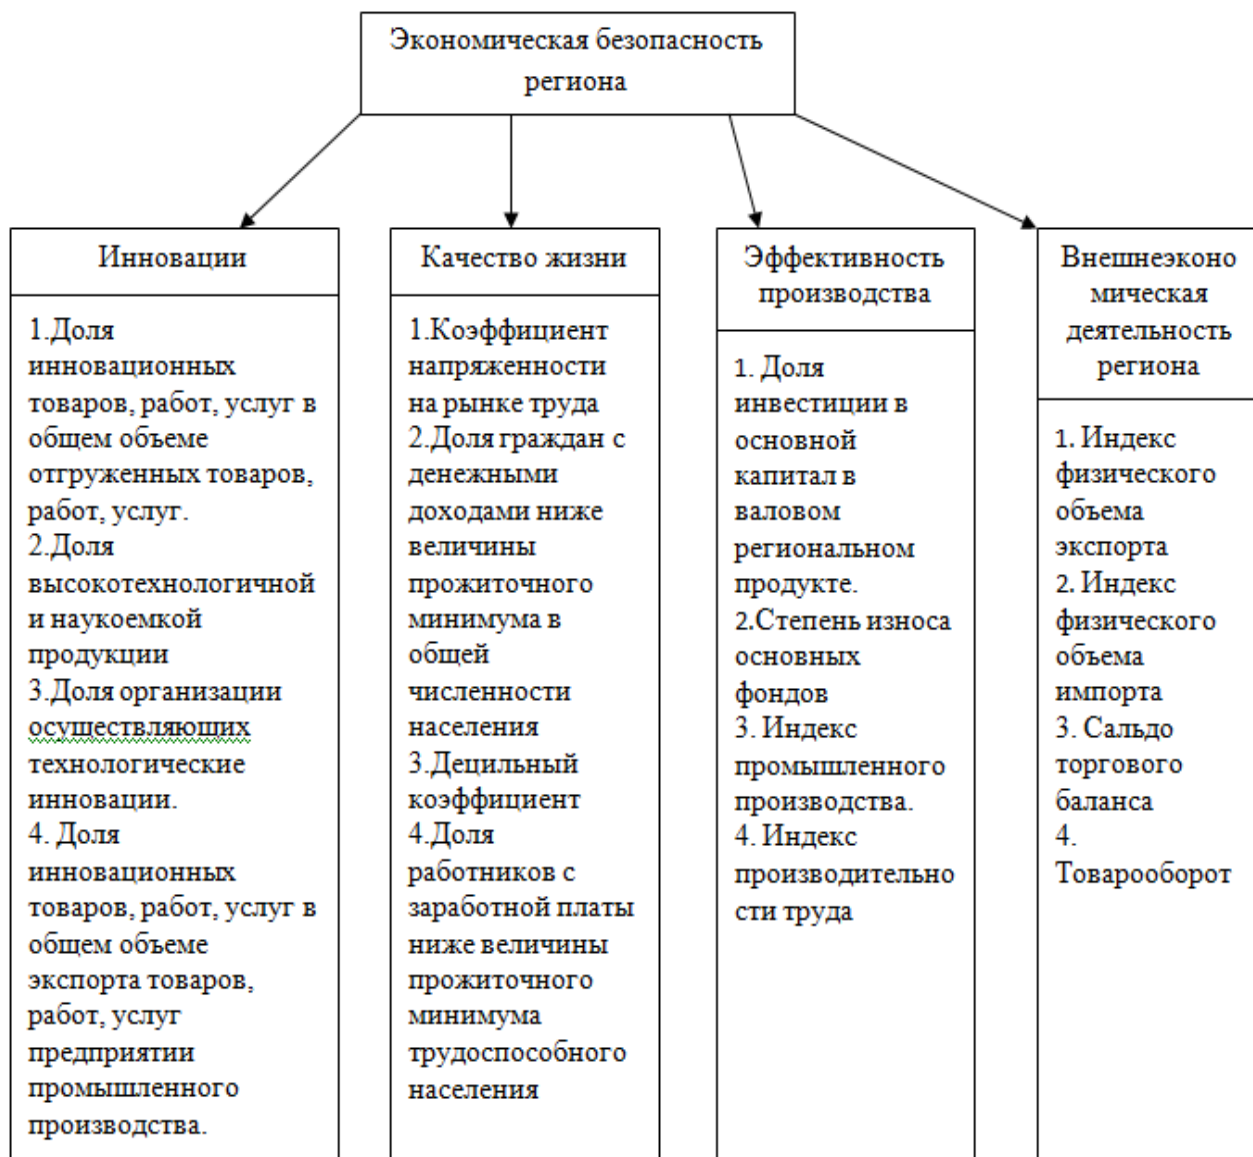 Экономическая безопасность
региона
Инновации
1.Доля
инновационных
товаров, работ, услуг в
общем объеме
отгруженных товаров,
работ, услуг.
2.Доля
высокотехнологичной
и наукоемкой
продукции
3.Доля организации
осуществляющих
технологические
инновации.
4. Доля
инновационных
товаров, работ, услуг в
общем объеме
экспорта товаров,
работ, услуг
предприятии
промышленного
производства.
Качество жизни
1.Коэффициент
напряженности
на рынке труда
2.Доля граждан с
денежными
доходами ниже
величины
прожиточного
минимума в
общей
численности
населения
3.Децильный
коэффициент
4.Доля
работников с
заработной платы
ниже величины
прожиточного
минимума
трудоспособного
населения
Эффективность
производства
1. Доля
инвестиции в
основной
капитал в
валовом
региональном
продукте.
2.Степень износа
основных
фондов
3. Индекс
промышленного
производства.
4. Индекс
производительно
сти труда
Внешнеэконо
мическая
деятельность
региона
1. Индекс
физического
объема
экспорта
2. Индекс
физического
объема
импорта
3. Сальдо
торгового
баланса
4.
Товарооборот